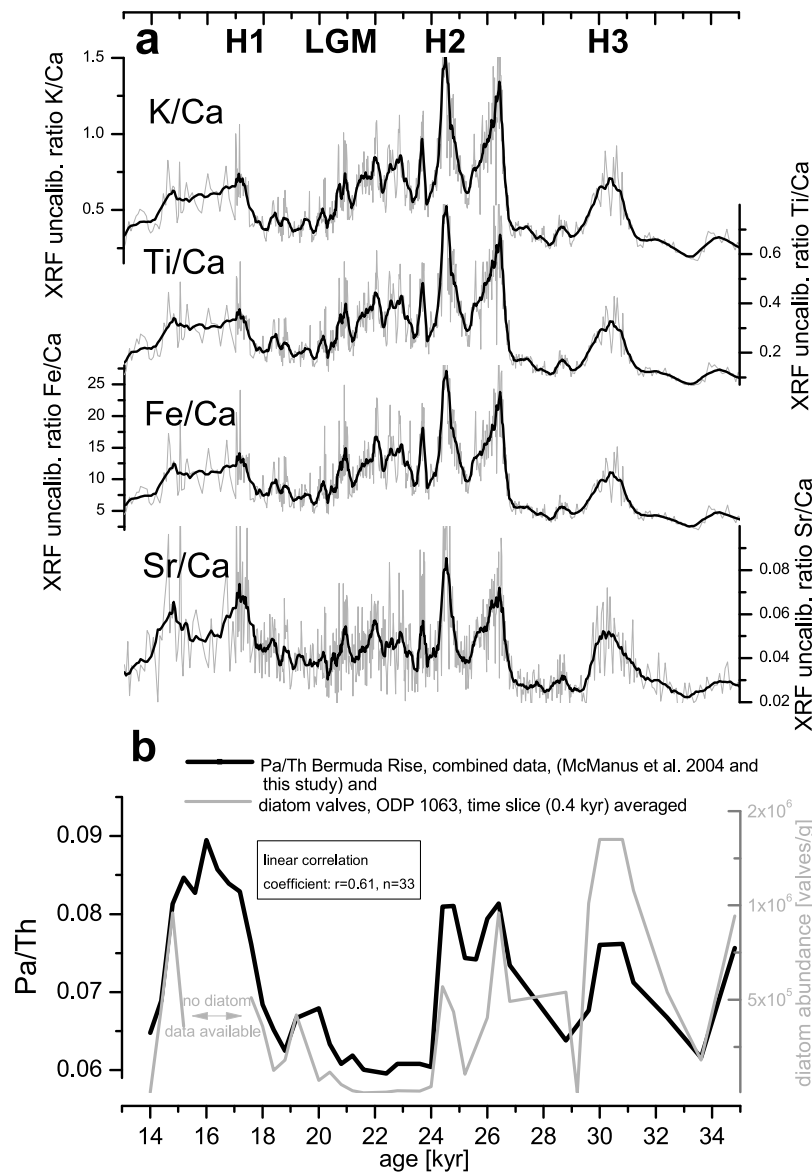 a H1 LGM H2 H3
XRF uncalib. ratio K/Ca
1.5
1.0
0.5
K/Ca
XRF uncalib. ratio Ti/Ca
0.6
0.4
0.2
Ti/Ca
XRF uncalib. ratio Fe/Ca
25
20
15
10
5
Fe/Ca
XRF uncalib. ratio Sr/Ca
0.08
0.06
0.04
0.02
Sr/Ca
b
Pa/Th Bermuda Rise, combined data, (McManus et al. 2004 and
this study) and
diatom valves, ODP 1063, time slice (0.4 kyr) averaged
linear correlation
coefficient: r=0.61, n=33
Pa/Th
0.09
0.08
0.07
0.06
no diatom
data available
2x10⁶
1x10⁶
5x10⁵
diatom abundance [valves/g]
14 16 18 20 22 24 26 28 30 32 34
age [kyr]